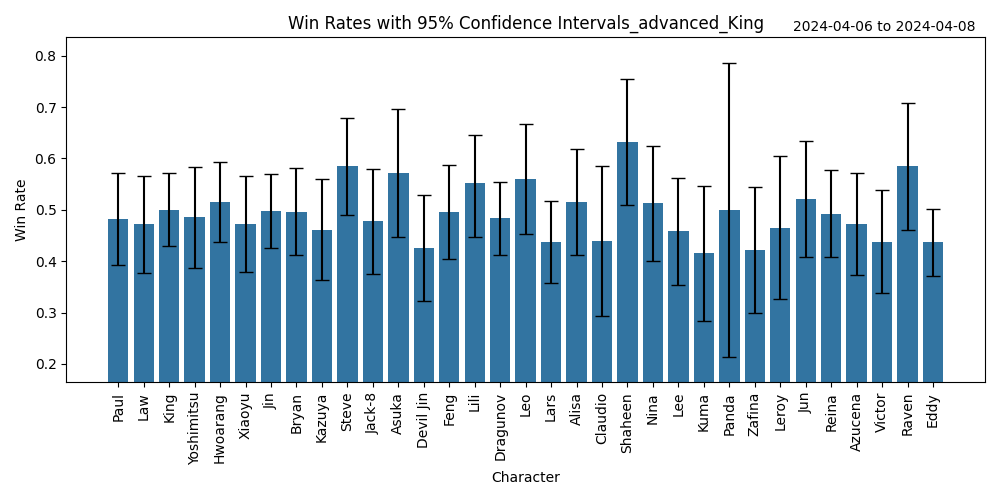 Win Rates with 95% Confidence Intervals_advanced_King
2024-04-06 to 2024-04-08
Win Rate
0.8
0.7
0.6
0.5
0.4
0.3
0.2
Paul
Law
King
Yoshimitsu
Hwoarang
Xiaoyu
Jin
Bryan
Kazuya
Steve
Jack-8
Asuka
Devil Jin
Feng
Lili
Dragunov
Leo
Lars
Alisa
Claudio
Shaheen
Nina
Lee
Kuma
Panda
Zafina
Leroy
Jun
Reina
Azucena
Victor
Raven
Eddy
Character